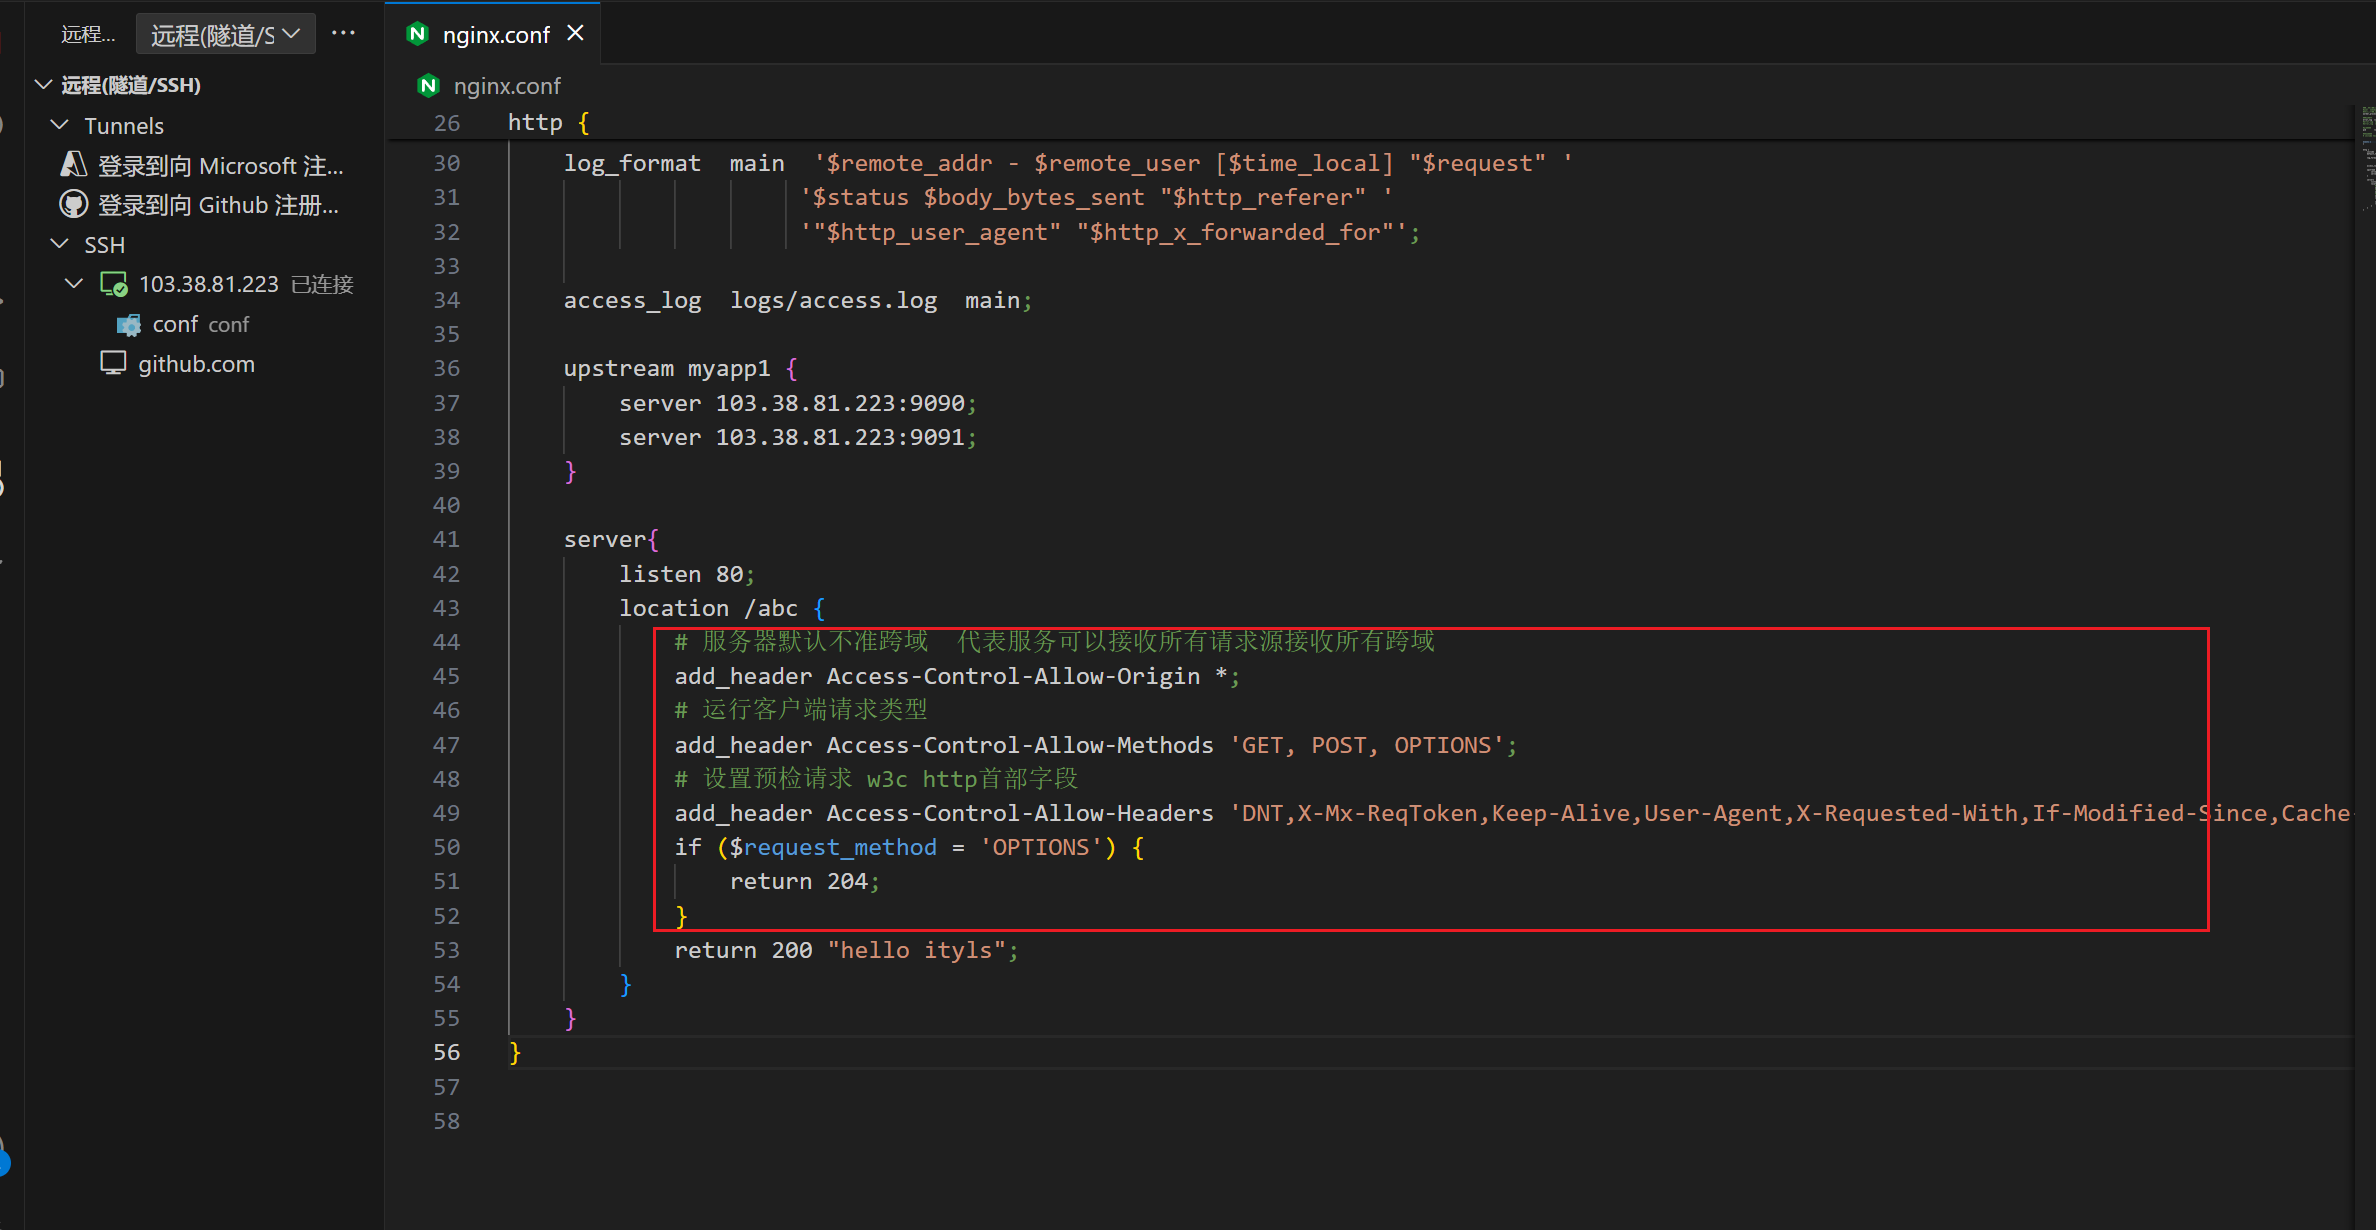 远程...
远程(隧道/S
nginx.conf
远程(隧道/SSH)
Tunnels
登录到向 Microsoft 注...
登录到向 Github 注册...
SSH
103.38.81.223 已连接
conf conf
github.com
nginx.conf
26 http {
30 log_format  main  '$remote_addr - $remote_user [$time_local] "$request" '
31 '$status $body_bytes_sent "$http_referer" '
32 '"$http_user_agent" "$http_x_forwarded_for"';
33
34 access_log  logs/access.log  main;
35
36 upstream myapp1 {
37 server 103.38.81.223:9090;
38 server 103.38.81.223:9091;
39 }
40
41 server{
42 listen 80;
43 location /abc {
44 # 服务器默认不准跨域  代表服务可以接收所有请求源接收所有跨域
45 add_header Access-Control-Allow-Origin *;
46 # 运行客户端请求类型
47 add_header Access-Control-Allow-Methods 'GET, POST, OPTIONS';
48 # 设置预检请求 w3c http首部字段
49 add_header Access-Control-Allow-Headers 'DNT,X-Mx-ReqToken,Keep-Alive,User-Agent,X-Requested-With,If-Modified-Since,Cache-
50 if ($request_method = 'OPTIONS') {
51 return 204;
52 }
53 return 200 "hello ityls";
54 }
55 }
56 }
57
58